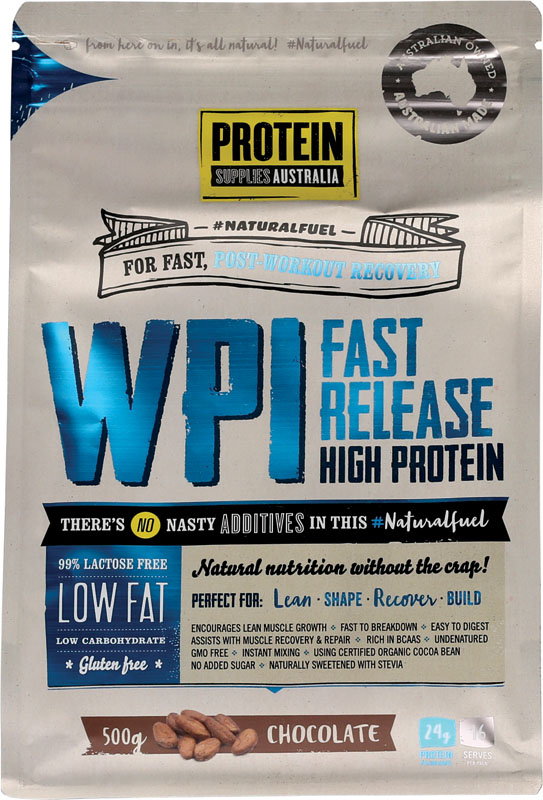 from here on in, it's all natural! #Naturalfuel
AUSTRALIAN OWNED
AUSTRALIAN MADE
PROTEIN
SUPPLIES AUSTRALIA
– #NATURALFUEL –
FOR FAST, POST-WORKOUT RECOVERY
WPI
FAST
RELEASE
HIGH PROTEIN
THERE'S NO NASTY ADDITIVES IN THIS #Naturalfuel
99% LACTOSE FREE
LOW FAT
LOW CARBOHYDRATE
* Gluten free *
Natural nutrition without the crap!
PERFECT FOR: Lean · SHAPE · Recover · BUILD
ENCOURAGES LEAN MUSCLE GROWTH ❖ FAST TO BREAKDOWN ❖ EASY TO DIGEST
ASSISTS WITH MUSCLE RECOVERY & REPAIR ❖ RICH IN BCAAS ❖ UNDENATURED
GMO FREE ❖ INSTANT MIXING ❖ USING CERTIFIED ORGANIC COCOA BEAN
NO ADDED SUGAR ❖ NATURALLY SWEETENED WITH STEVIA
500g
CHOCOLATE
24g
PROTEIN
16
SERVES